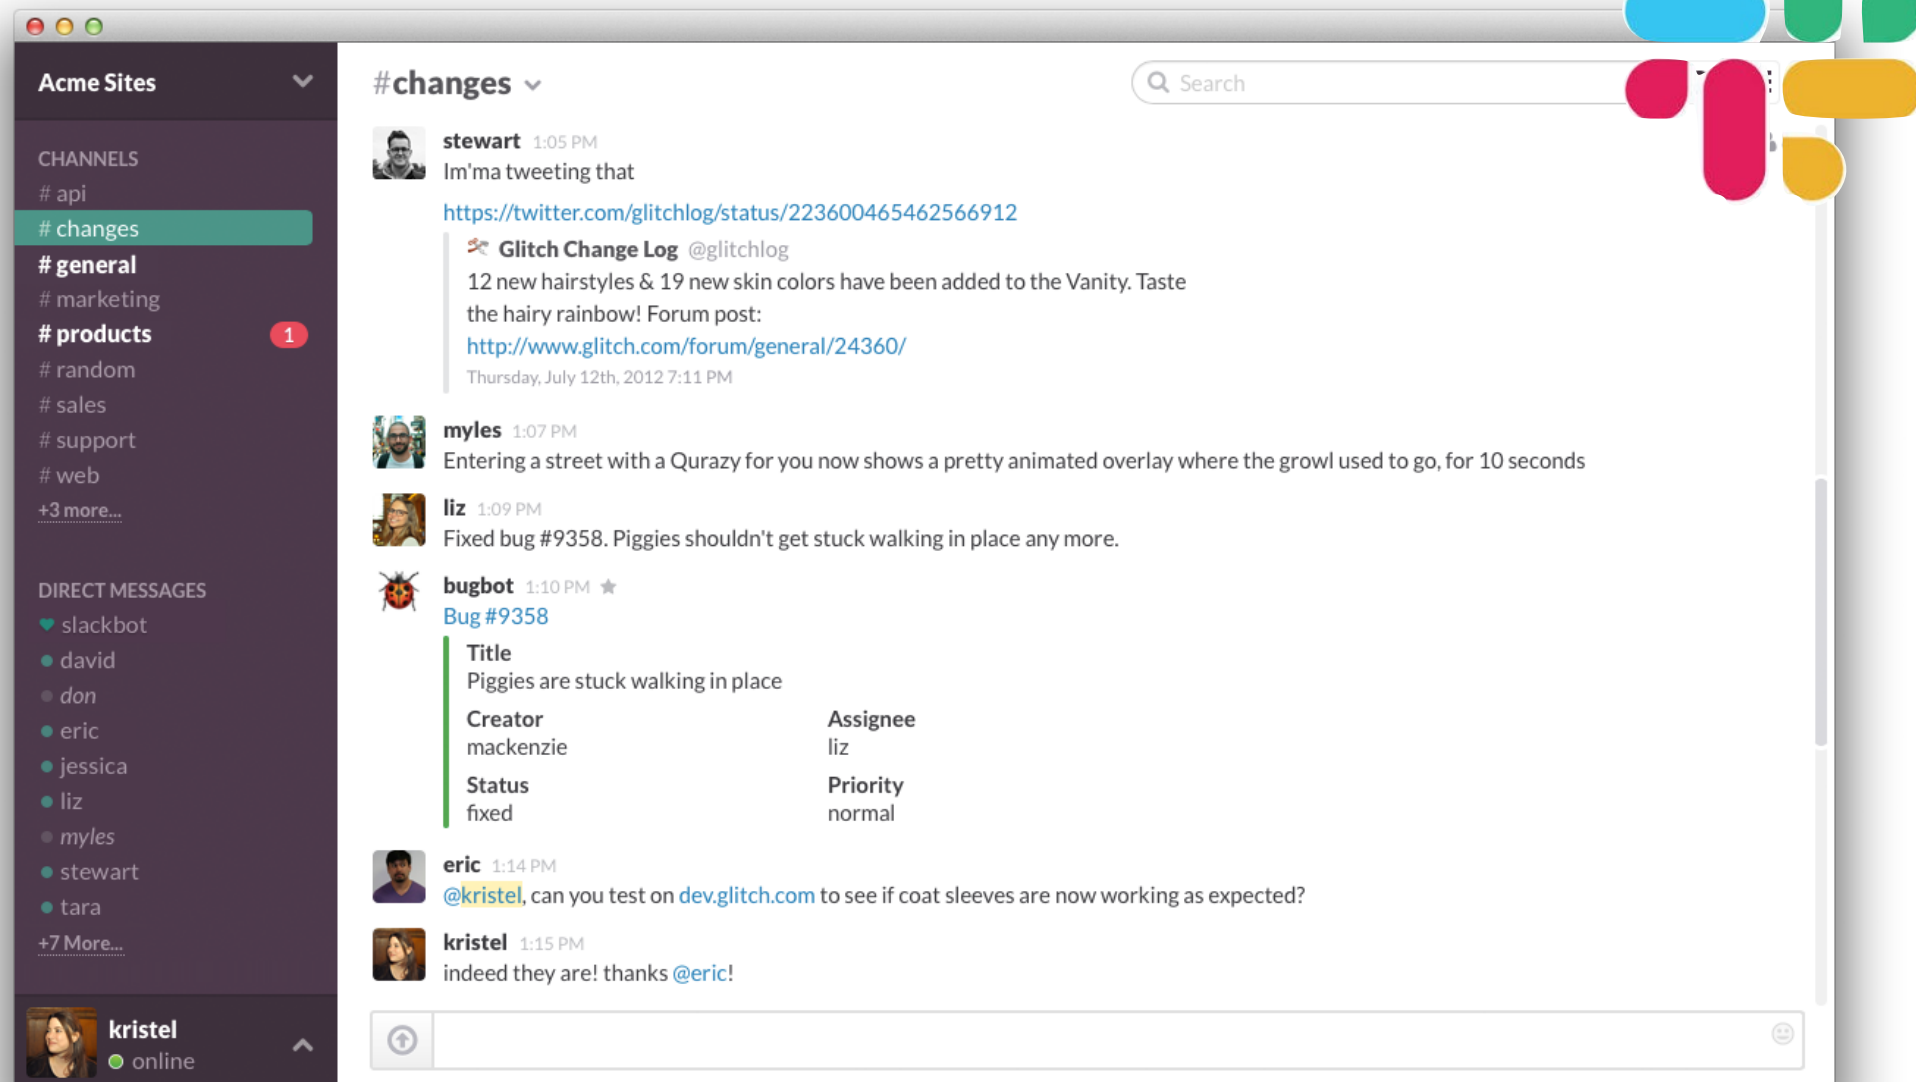 Acme Sites
CHANNELS
# api
# changes
# general
# marketing
# products 1
# random
# sales
# support
# web
+3 more...
DIRECT MESSAGES
slackbot
david
don
eric
jessica
liz
myles
stewart
tara
+7 More...
kristel
online
#changes
Search
stewart 1:05 PM
Im'ma tweeting that
https://twitter.com/glitchlog/status/223600465462566912
Glitch Change Log @glitchlog
12 new hairstyles & 19 new skin colors have been added to the Vanity. Taste
the hairy rainbow! Forum post:
http://www.glitch.com/forum/general/24360/
Thursday, July 12th, 2012 7:11 PM
myles 1:07 PM
Entering a street with a Qurazy for you now shows a pretty animated overlay where the growl used to go, for 10 seconds
liz 1:09 PM
Fixed bug #9358. Piggies shouldn't get stuck walking in place any more.
bugbot 1:10 PM
Bug #9358
Title
Piggies are stuck walking in place
Creator Assignee
mackenzie liz
Status Priority
fixed normal
eric 1:14 PM
@kristel, can you test on dev.glitch.com to see if coat sleeves are now working as expected?
kristel 1:15 PM
indeed they are! thanks @eric!